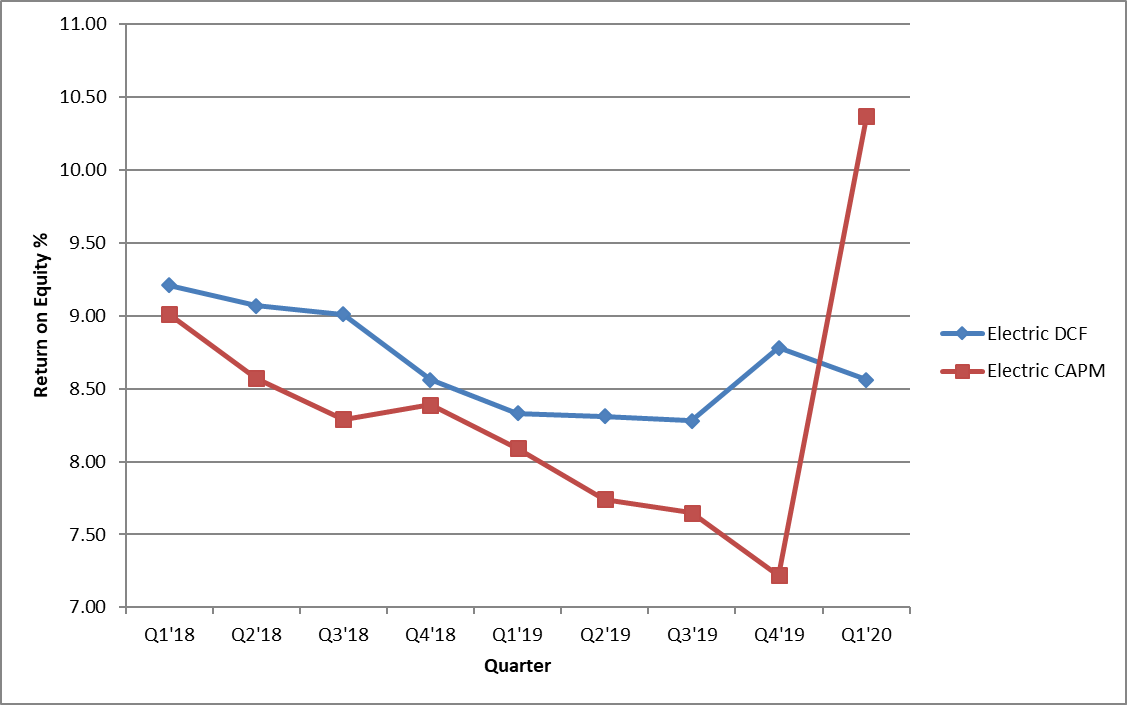 11.00
10.50
10.00
9.50
9.00
8.50
8.00
7.50
7.00
Return on Equity %
Q1'18 Q2'18 Q3'18 Q4'18 Q1'19 Q2'19 Q3'19 Q4'19 Q1'20
Quarter
Electric DCF
Electric CAPM